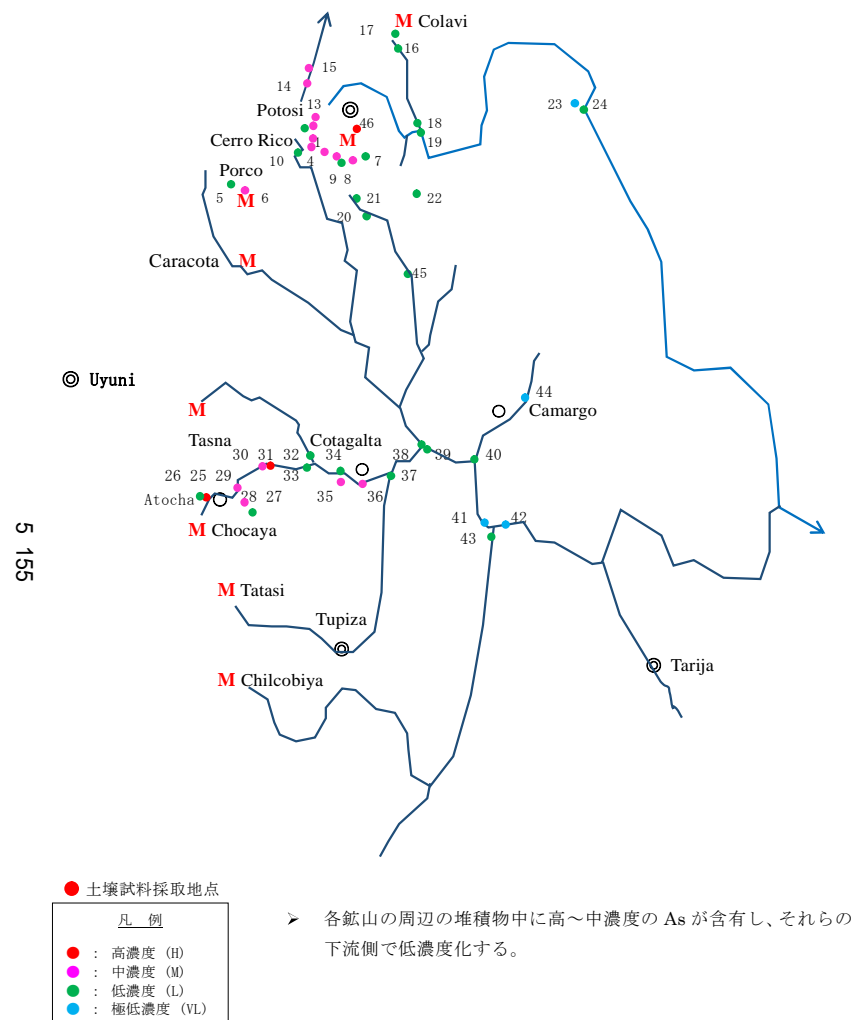 17 M Colavi
16
15
14
Potosi 13
46
M
23 24
18
19
Cerro Rico 1
10 4 7
9 8
Porco
5 M 6
21
20
22
Caracota M
45
Uyuni
M
44
Camargo
Tasna Cotagalta
30 31 32 34 38 39 40
33 37
26 25 29
35 36
Atocha 28 27
M Chocaya
41 42
43
M Tatasi
Tupiza
Tarija
M Chilcobiya
5 155
土壌試料採取地点
凡 例
： 高濃度 (H)
： 中濃度 (M)
： 低濃度 (L)
： 極低濃度 (VL)
➢ 各鉱山の周辺の堆積物中に高～中濃度の As が含有し、それらの
下流側で低濃度化する。